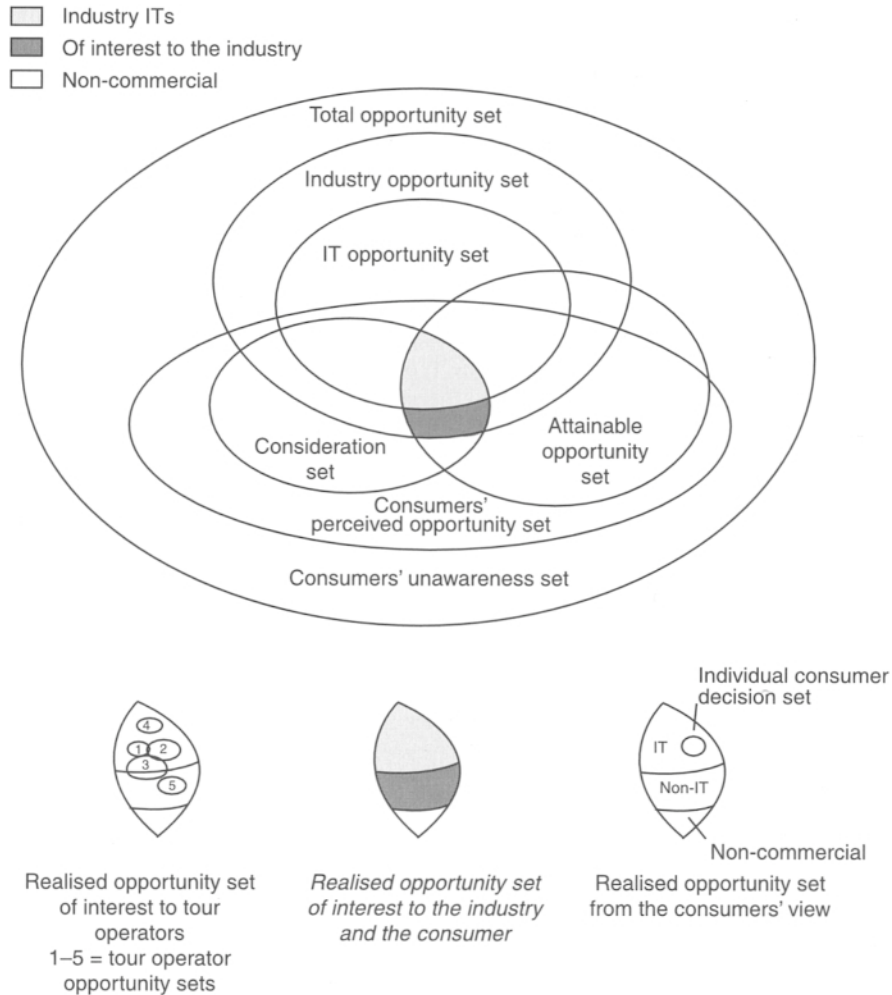 Industry ITs
Of interest to the industry
Non-commercial
Total opportunity set
Industry opportunity set
IT opportunity set
Consideration
set
Attainable
opportunity
set
Consumers'
perceived opportunity set
Consumers' unawareness set
4
1
2
3
5
Realised opportunity set
of interest to tour
operators
1–5 = tour operator
opportunity sets
Realised opportunity set
of interest to the industry
and the consumer
Individual consumer
decision set
IT
Non-IT
Non-commercial
Realised opportunity set
from the consumers' view